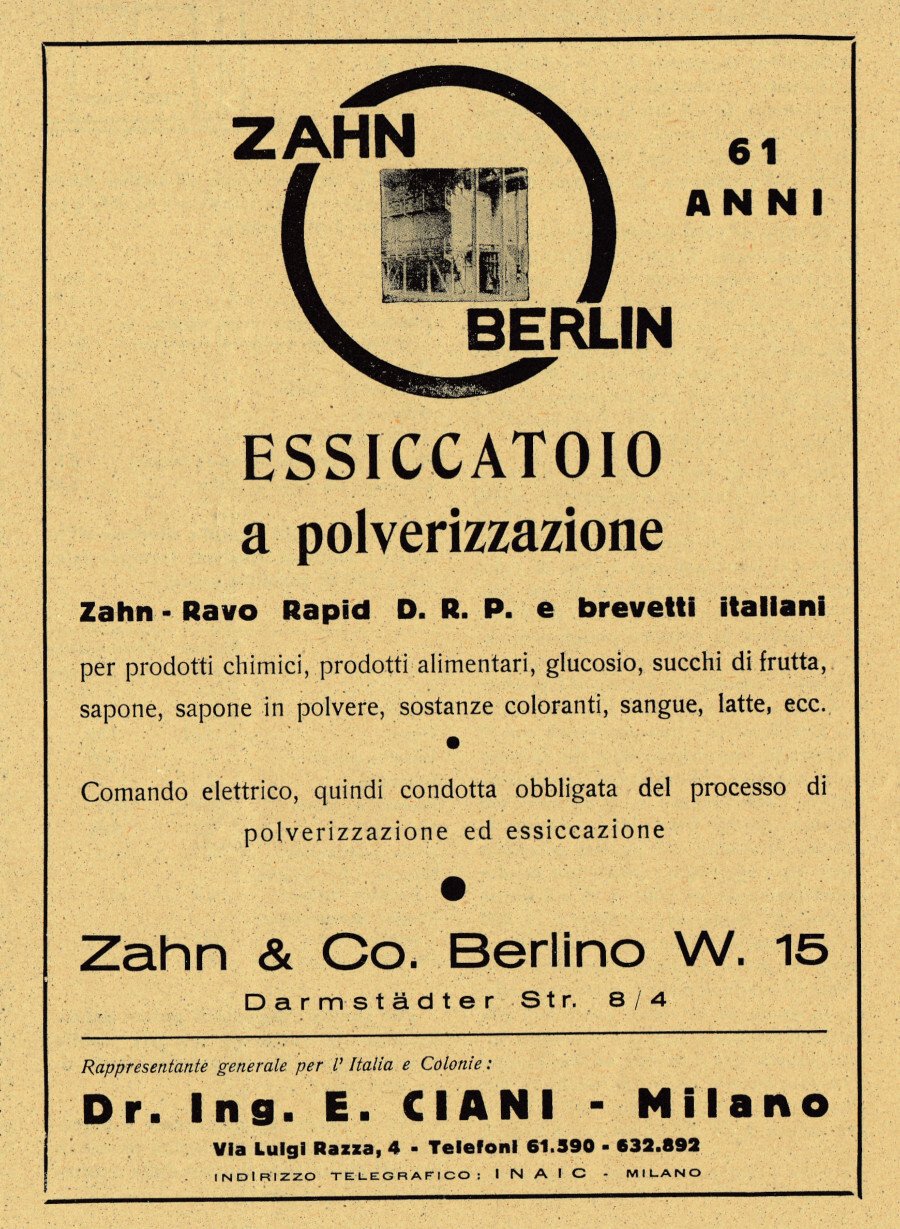 ZAHN
BERLIN
61
ANNI
ESSICCATOIO
a polverizzazione
Zahn - Ravo Rapid D. R. P. e brevetti italiani
per prodotti chimici, prodotti alimentari, glucosio, succhi di frutta,
sapone, sapone in polvere, sostanze coloranti, sangue, latte, ecc.
Comando elettrico, quindi condotta obbligata del processo di
polverizzazione ed essiccazione
Zahn & Co. Berlino W. 15
Darmstädter Str. 8/4
Rappresentante generale per l'Italia e Colonie:
Dr. Ing. E. CIANI - Milano
Via Luigi Razza, 4 - Telefoni 61.590 - 632.892
INDIRIZZO TELEGRAFICO: INAIC - MILANO